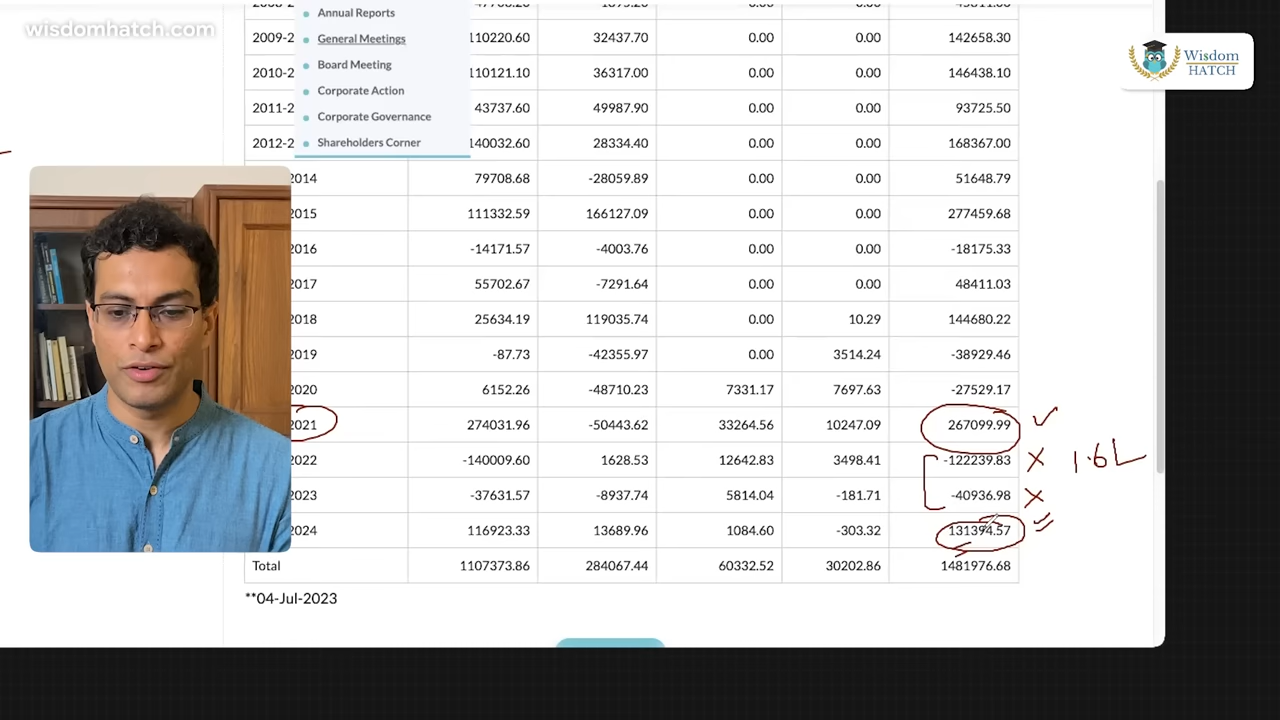 wisdomhatch.com
Wisdom
HATCH
Annual Reports
General Meetings
Board Meeting
Corporate Action
Corporate Governance
Shareholders Corner
2009-2 110220.60 32437.70 0.00 0.00 142658.30
2010-2 110121.10 36317.00 0.00 0.00 146438.10
2011-2 43737.60 49987.90 0.00 0.00 93725.50
2012-2 140032.60 28334.40 0.00 0.00 168367.00
2014 79708.68 -28059.89 0.00 0.00 51648.79
2015 111332.59 166127.09 0.00 0.00 277459.68
2016 -14171.57 -4003.76 0.00 0.00 -18175.33
2017 55702.67 -7291.64 0.00 0.00 48411.03
2018 25634.19 119035.74 0.00 10.29 144680.22
2019 -87.73 -42355.97 0.00 3514.24 -38929.46
2020 6152.26 -48710.23 7331.17 7697.63 -27529.17
2021 274031.96 -50443.62 33264.56 10247.09 267099.99
2022 -140009.60 1628.53 12642.83 3498.41 -122239.83 X 1.6L
2023 -37631.57 -8937.74 5814.04 -181.71 -40936.98 X
2024 116923.33 13689.96 1084.60 -303.32 131394.57
Total 1107373.86 284067.44 60332.52 30202.86 1481976.68
**04-Jul-2023